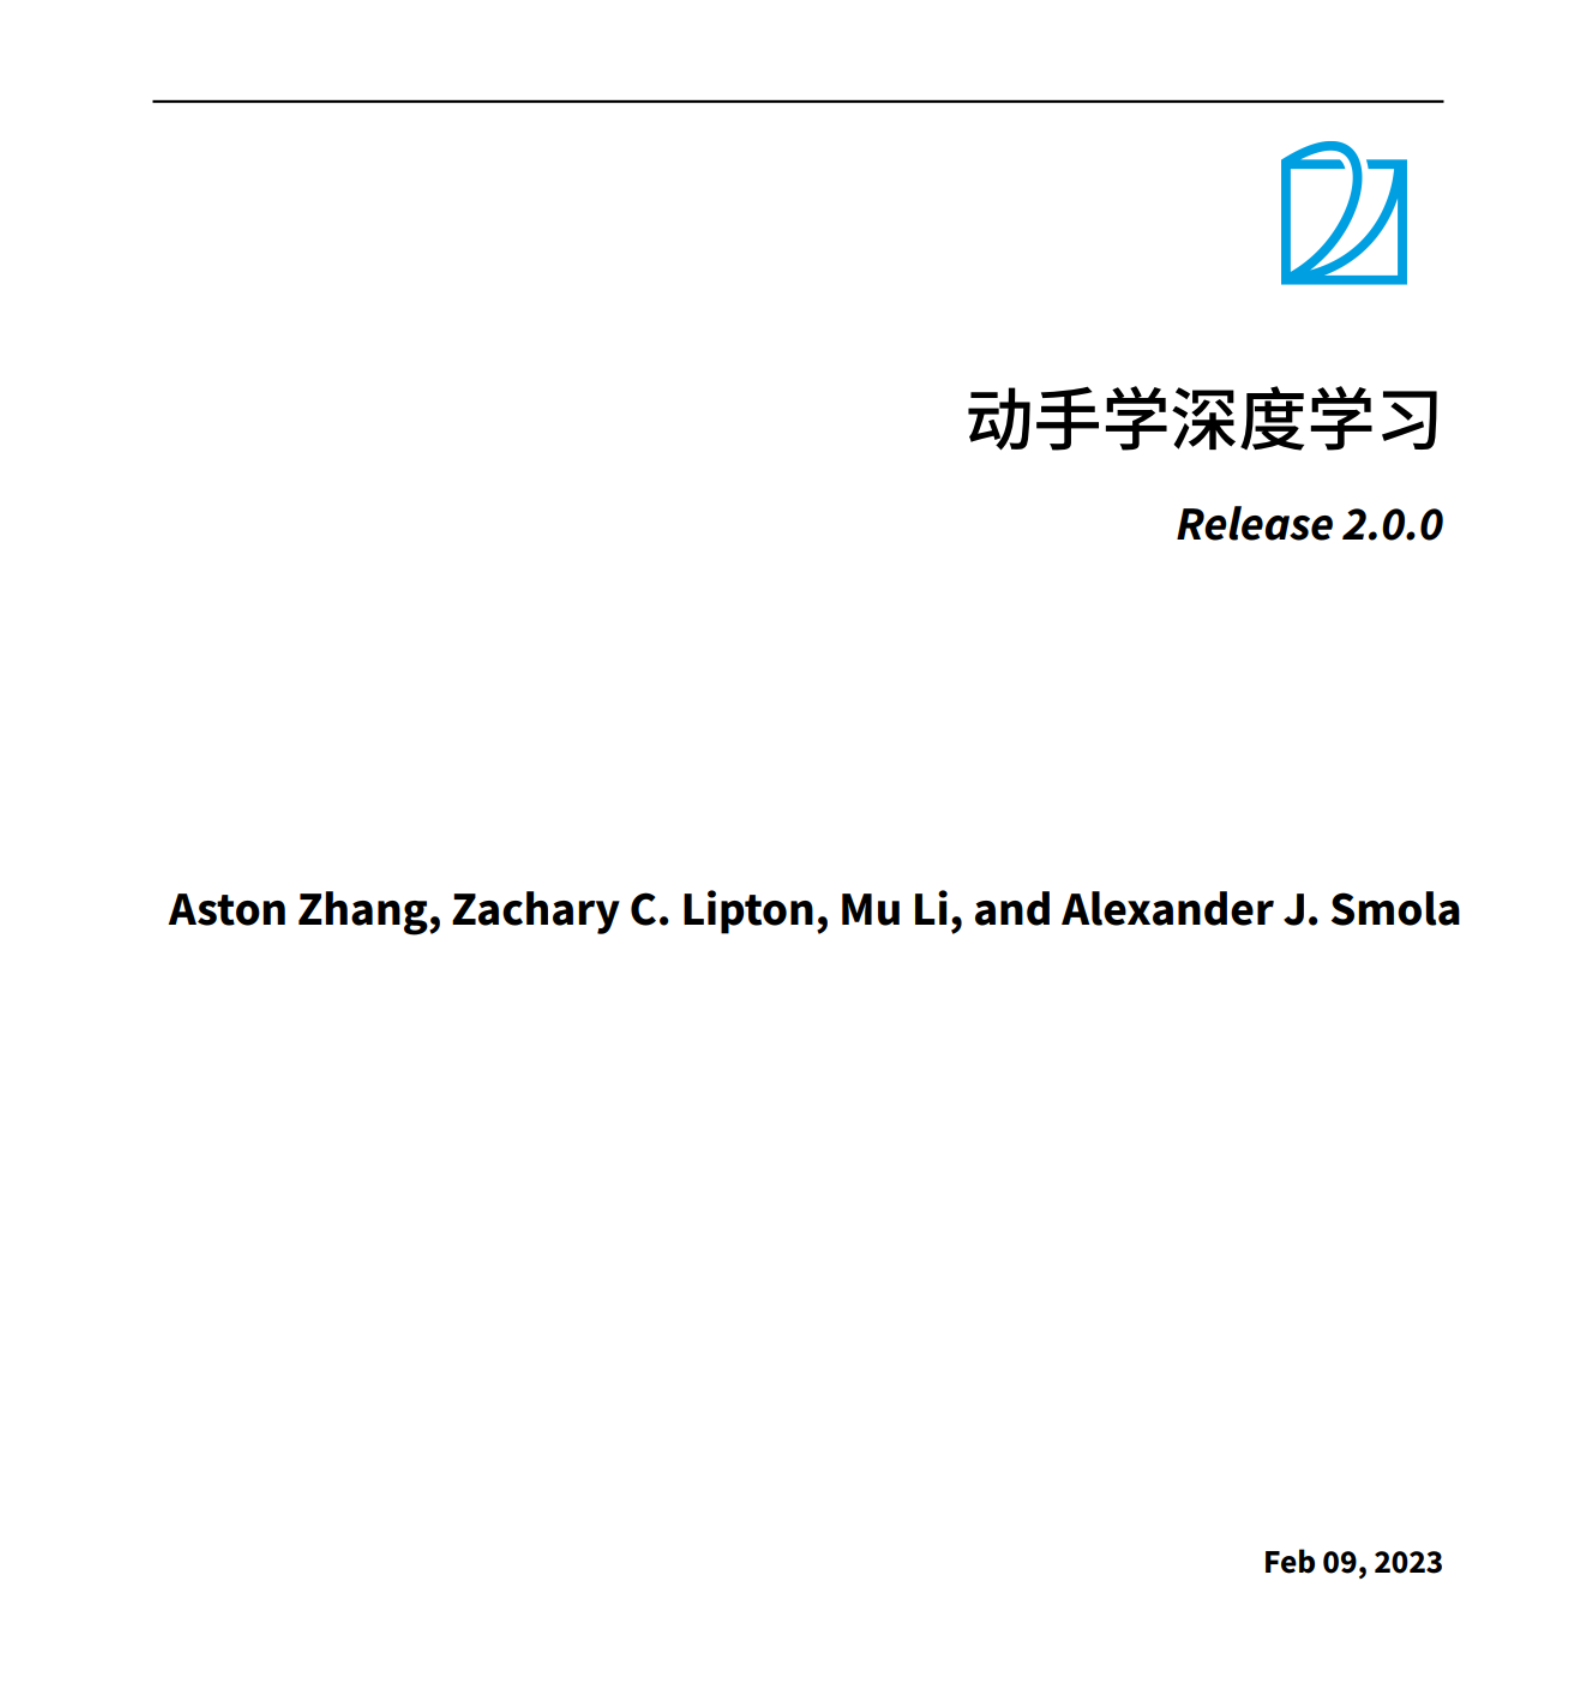 动手学深度学习
Release 2.0.0
Aston Zhang, Zachary C. Lipton, Mu Li, and Alexander J. Smola
Feb 09, 2023